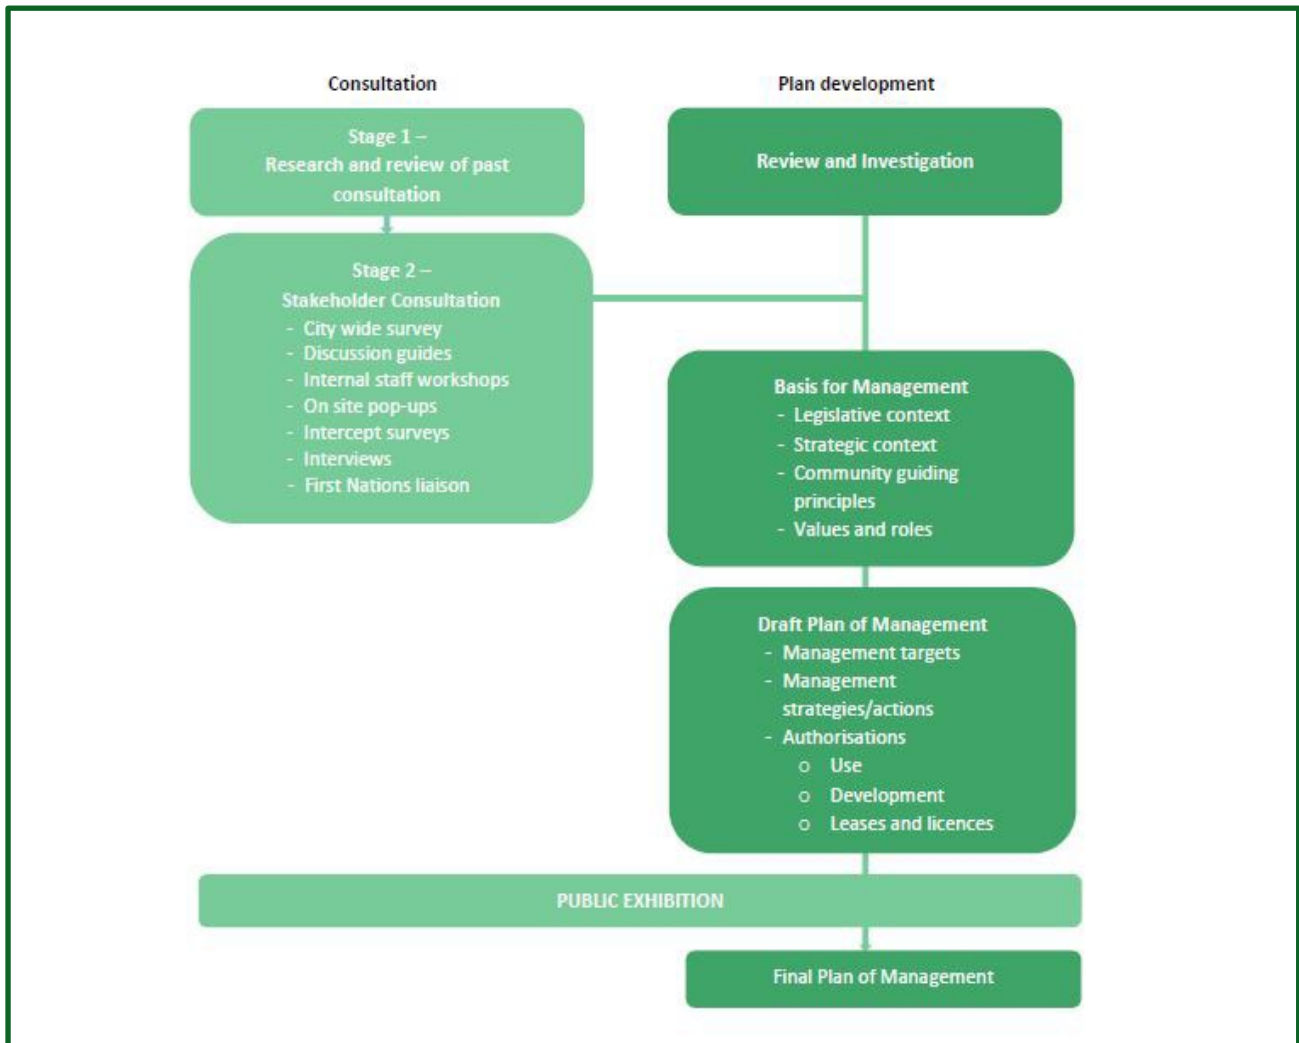 Consultation
Stage 1 –
Research and review of past
consultation
Stage 2 –
Stakeholder Consultation
- City wide survey
- Discussion guides
- Internal staff workshops
- On site pop-ups
- Intercept surveys
- Interviews
- First Nations liaison
Plan development
Review and Investigation
Basis for Management
- Legislative context
- Strategic context
- Community guiding
principles
- Values and roles
Draft Plan of Management
- Management targets
- Management
strategies/actions
- Authorisations
o Use
o Development
o Leases and licences
PUBLIC EXHIBITION
Final Plan of Management